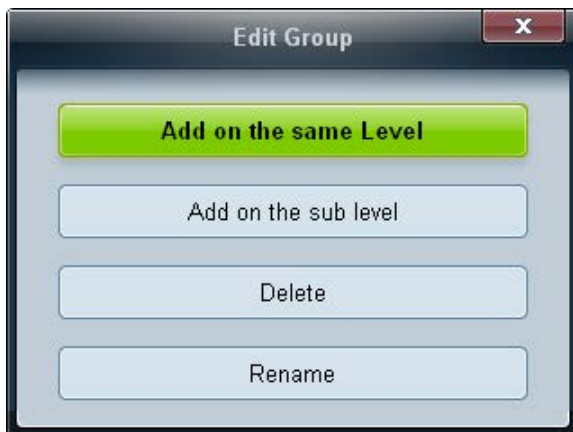 Edit Group
X
Add on the same Level
Add on the sub level
Delete
Rename